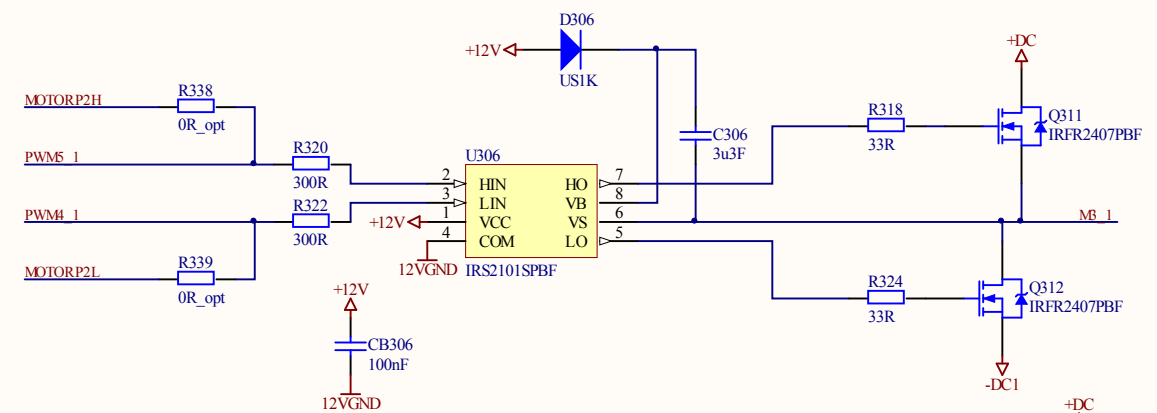 D306
+12V
US1K
+DC
MOTORP2H
R338
0R_opt
R318
33R
Q311
IRFR2407PBF
C306
3u3F
PWM5_1
R320
300R
U306
2
HIN
HO
7
3
LIN
VB
8
PWM4_1
R322
300R
+12V
1
VCC
VS
6
M3_1
4
COM
LO
5
12VGND
IRS2101SPBF
MOTORP2L
R339
0R_opt
R324
33R
Q312
IRFR2407PBF
+12V
CB306
100nF
12VGND
-DC1
+DC